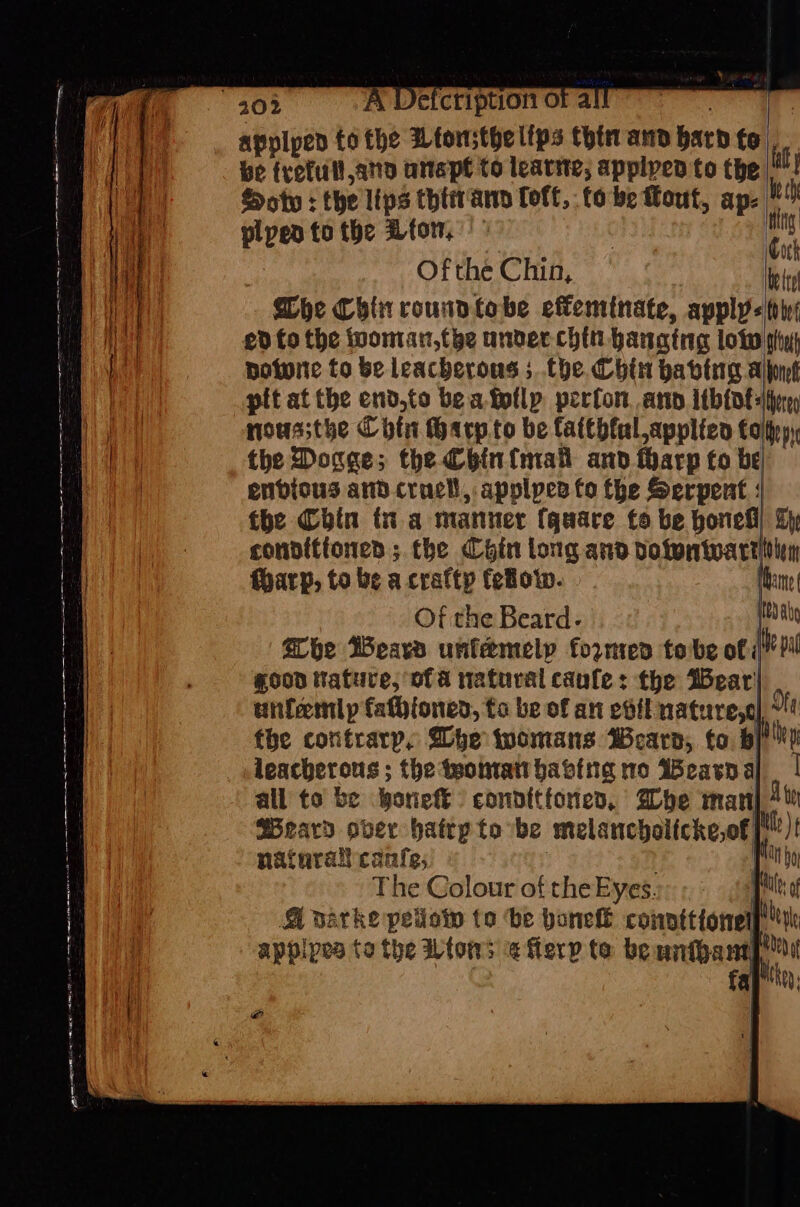 202 A Description of all
applyed to the Lion; the lips thin and hard to
be irefull, and unapt to learne, applyed to the
Sow : the lips thin and soft, to be stout, ap-
plyed to the Lion.
Of the Chin,
The Chin round to be effeminate, apply-
ed to the woman, the under chin hanging low
downe to be leacherous; the Chin having a
pit at the end, to be a wily person and libidi-
nous; the Chin sharp to be faithful, applied to
the Dogge; the Chin small and sharp to be
envious and cruell, applyed to the Serpent :
the Chin in a manner square to be honest
conditioned ; the Chin long and downward
sharp, to be a crafty fellow.
Of the Beard.
The Beard unseemely formed to be of
good nature, of a natural cause : the Bear
unseemly fashioned, to be of an evil nature,
the contrary. The womans Beard, to b
leacherous ; the woman having no Beard a
all to be honest conditioned, The man
Beard over hairy to be melancholicke, of
naturall cause,
The Colour of the Eyes.
A darke yellow to be honest conditione
applyed to the Lion; a fiery to be unsham
fa